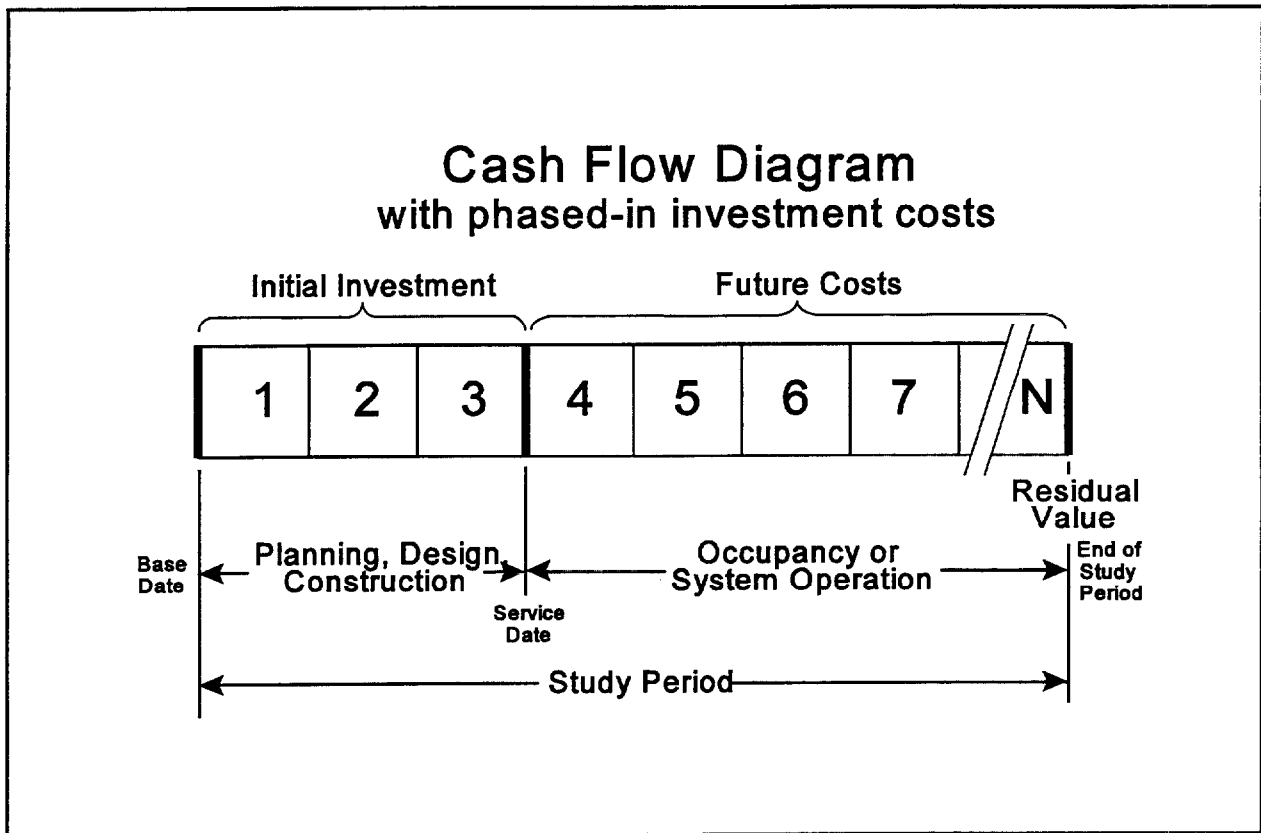 Cash Flow Diagram
with phased-in investment costs
Initial Investment
Future Costs
1 2 3 4 5 6 7 N
Residual
Value
Base
Date
Planning, Design,
Construction
Occupancy or
System Operation
End of
Study
Period
Service
Date
Study Period